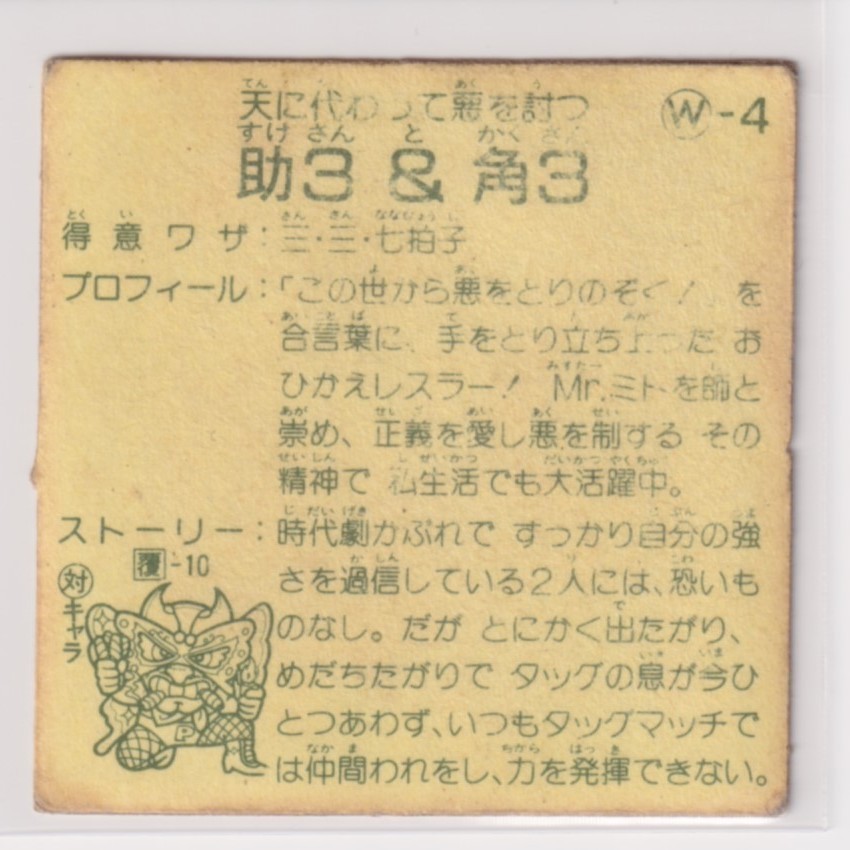 天に代わって悪を討つ
W-4
助3 & 角3
得意ワザ：三・三・七拍子
プロフィール：「この世から悪をとりのぞく！」を
合言葉に、手をとり立ち上った お
ひかえレスラー！ Mr.ミトを師と
崇め、正義を愛し悪を制する その
精神で 私生活でも大活躍中。
ストーリー：時代劇かぶれで すっかり自分の強
さを過信している2人には、恐いも
のなし。だが とにかく出たがり、
めだちたがりで タッグの息が今ひ
とつあわず、いつもタッグマッチで
は仲間われをし、力を発揮できない。
対キャラ
覆-10
P